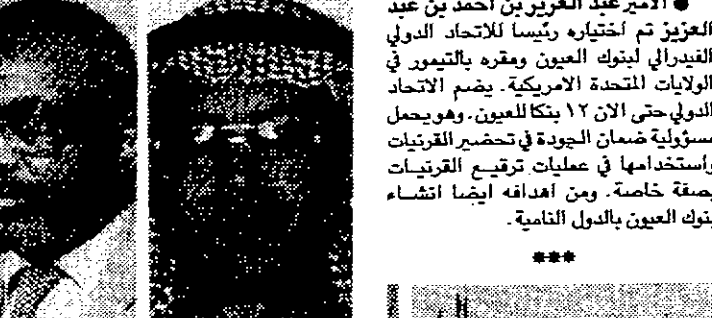 ● الامير عبد العزيز بن احمد بن عبد
العزيز تم اختياره رئيسا للاتحاد الدولي
الفيدرالي لبنوك العيون ومقره بالتيمور في
الولايات المتحدة الامريكية. يضم الاتحاد
الدولي حتى الان ١٢ بنكا للعيون. وهو يحمل
مسؤولية ضمان الجودة في تحضير القرنيات
واستخدامها في عمليات ترقيع القرنيات
بصفة خاصة. ومن اهدافه ايضا انشاء
بنوك العيون بالدول النامية.
***